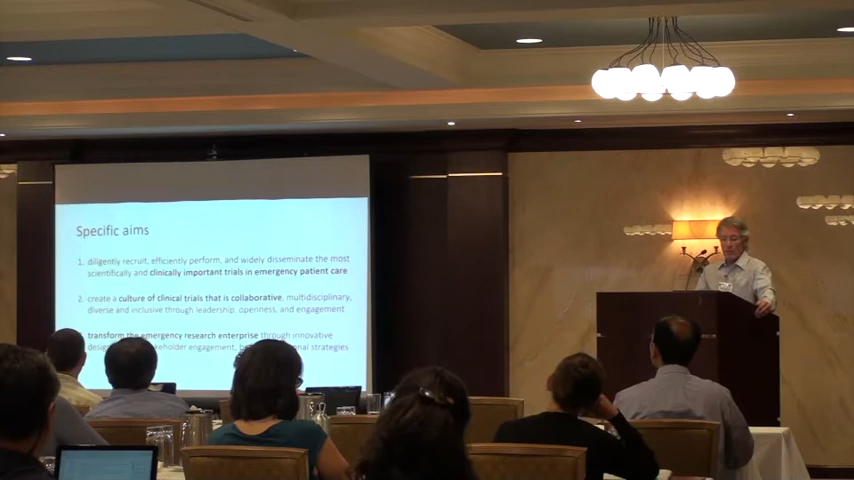 Specific aims
1. diligently recruit, efficiently perform, and widely disseminate the most
scientifically and clinically important trials in emergency patient care
2. create a culture of clinical trials that is collaborative, multidisciplinary,
diverse and inclusive through leadership, openness, and engagement
transform the emergency research enterprise through innovative
holder engagement, strategies